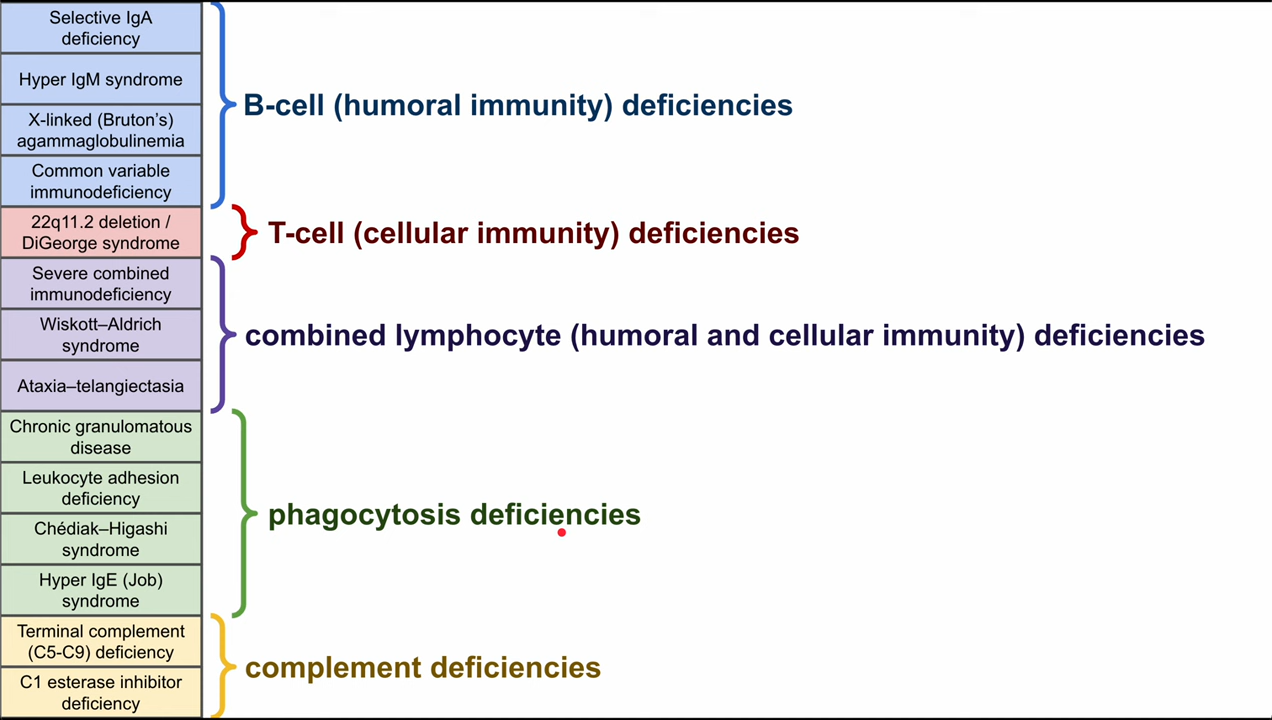 Selective IgA
deficiency
Hyper IgM syndrome
X-linked (Bruton’s)
agammaglobulinemia
Common variable
immunodeficiency
B-cell (humoral immunity) deficiencies
22q11.2 deletion /
DiGeorge syndrome
T-cell (cellular immunity) deficiencies
Severe combined
immunodeficiency
Wiskott–Aldrich
syndrome
Ataxia–telangiectasia
combined lymphocyte (humoral and cellular immunity) deficiencies
Chronic granulomatous
disease
Leukocyte adhesion
deficiency
Chédiak–Higashi
syndrome
Hyper IgE (Job)
syndrome
phagocytosis deficiencies
Terminal complement
(C5-C9) deficiency
C1 esterase inhibitor
deficiency
complement deficiencies